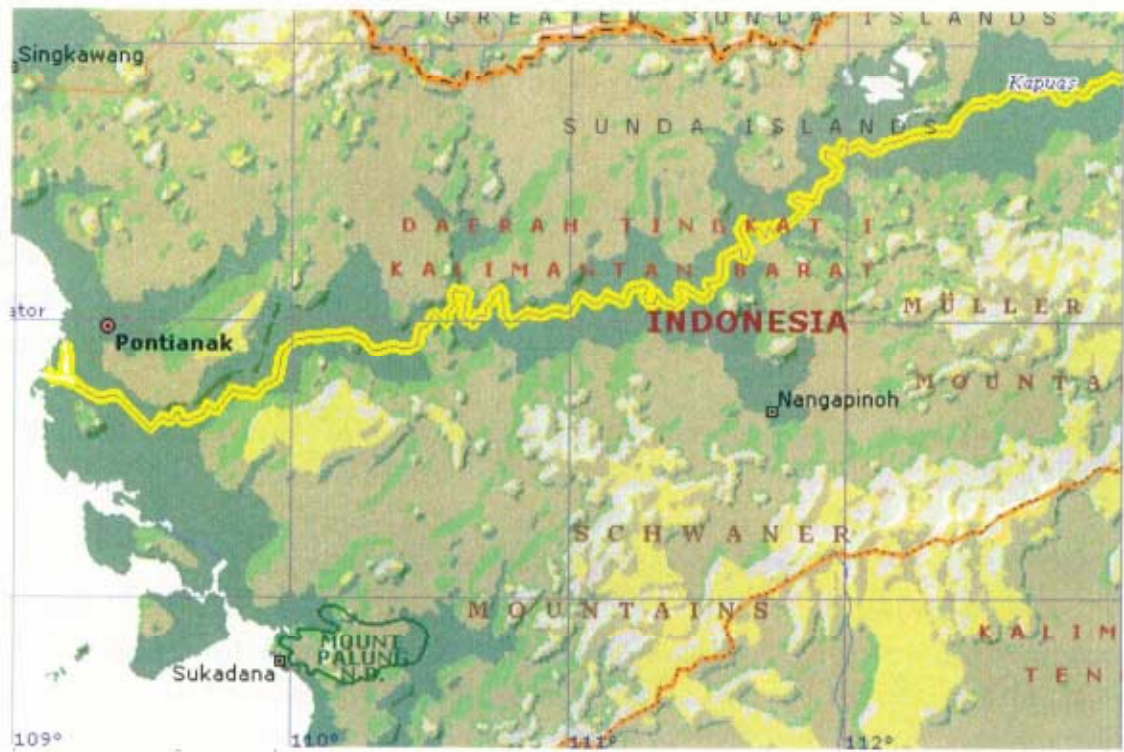 GREATER SUNDA ISLANDS
Singkawang
Kapuas
SUNDA ISLANDS
DAERAH TINGKAT I
KALIMANTAN BARAT
ator
INDONESIA
MÜLLER
Pontianak
MOUNTA
Nangapinoh
SCHWANER
MOUNTAINS
KALIM
MOUNT
PALUNG
N.P.
Sukadana
TEN
109° 110° 111° 112°